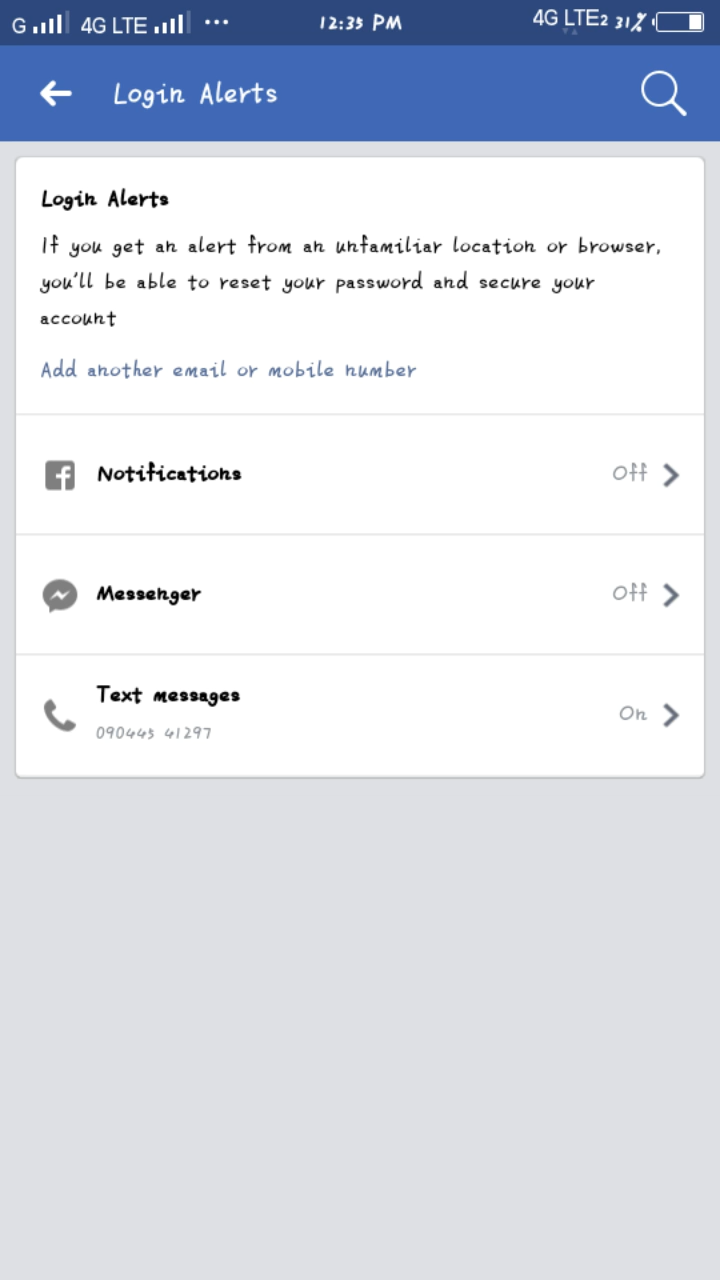 G 4G LTE ... 12:35 PM 4G LTE2 31%
Login Alerts
Login Alerts
If you get an alert from an unfamiliar location or browser,
you'll be able to reset your password and secure your
account
Add another email or mobile number
Notifications Off
Messenger Off
Text messages
090445 41297 On